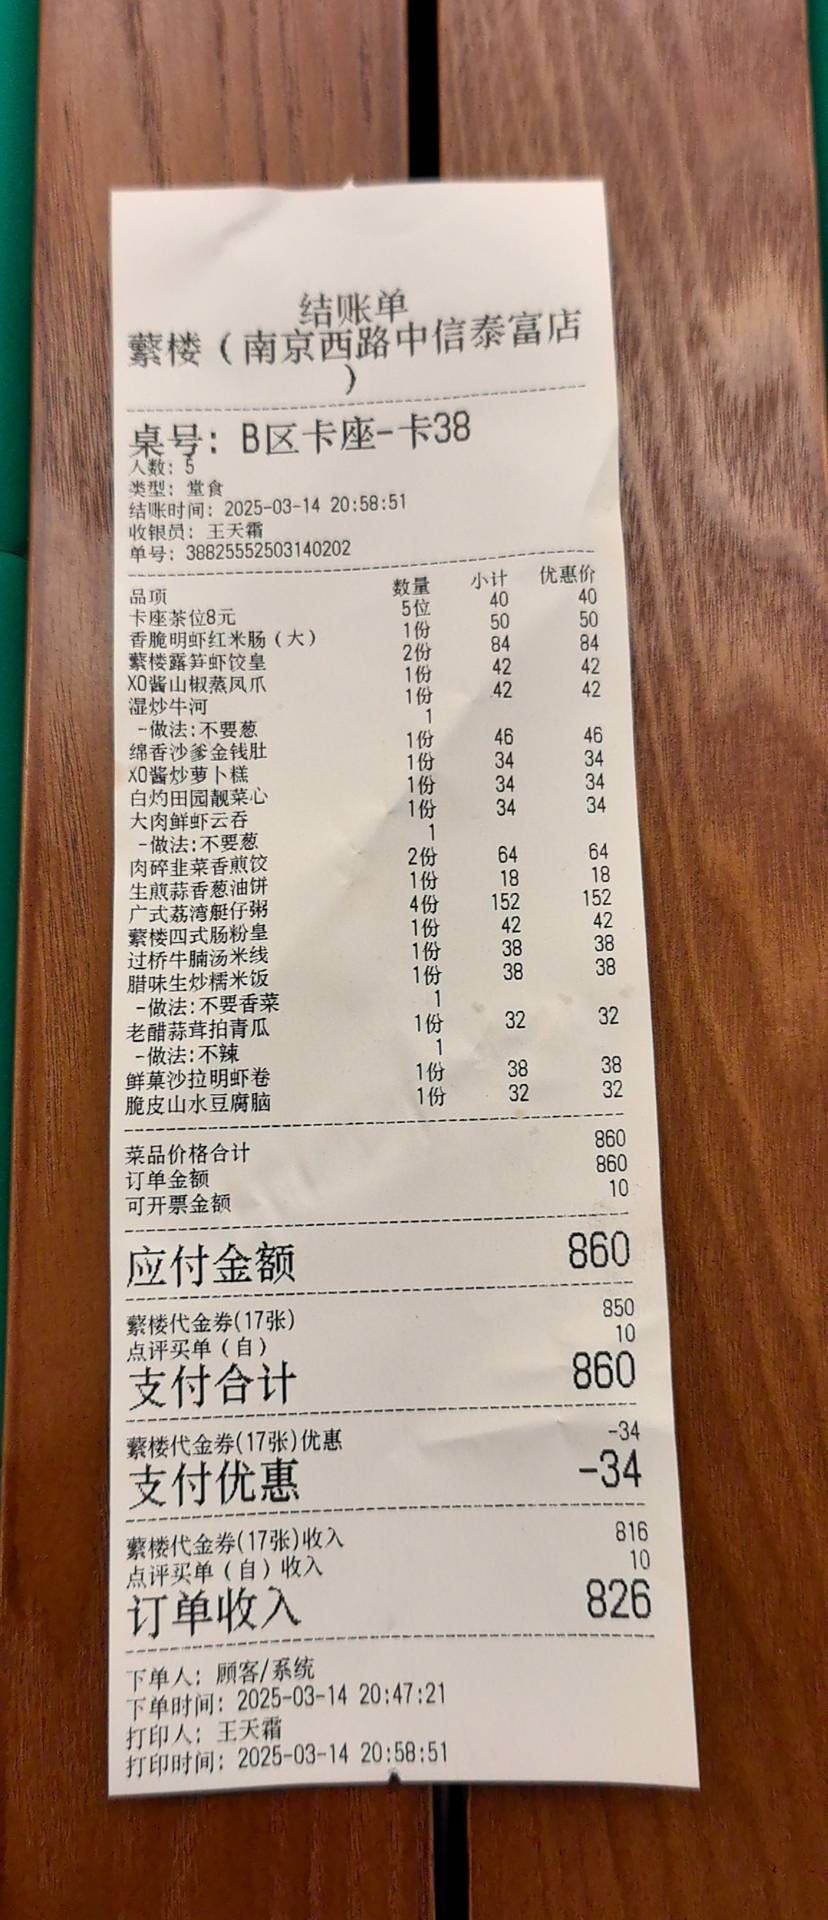 结账单
蘩楼（南京西路中信泰富店
）
桌号: B区卡座-卡38
人数: 5
类型: 堂食
结账时间: 2025-03-14 20:58:51
收银员: 王天霜
单号: 38825552503140202
品项 数量 小计 优惠价
卡座茶位8元 5位 40 40
香脆明虾红米肠（大） 1份 50 50
蘩楼露笋虾饺皇 2份 84 84
XO酱山椒蒸凤爪 1份 42 42
湿炒牛河 1份 42 42
-做法:不要葱 1
绵香沙爹金钱肚 1份 46 46
XO酱炒萝卜糕 1份 34 34
白灼田园靓菜心 1份 34 34
大肉鲜虾云吞 1份 34 34
-做法:不要葱 1
肉碎韭菜香煎饺 2份 64 64
生煎蒜香葱油饼 1份 18 18
广式荔湾艇仔粥 4份 152 152
蘩楼四式肠粉皇 1份 42 42
过桥牛腩汤米线 1份 38 38
腊味生炒糯米饭 1份 38 38
-做法:不要香菜 1
老醋蒜茸拍青瓜 1份 32 32
-做法:不辣 1
鲜菓沙拉明虾卷 1份 38 38
脆皮山水豆腐脑 1份 32 32
菜品价格合计 860
订单金额 860
可开票金额 10
应付金额 860
蘩楼代金券(17张) 850
点评买单（自） 10
支付合计 860
蘩楼代金券(17张)优惠 -34
支付优惠 -34
蘩楼代金券(17张)收入 816
点评买单（自）收入 10
订单收入 826
下单人: 顾客/系统
下单时间: 2025-03-14 20:47:21
打印人: 王天霜
打印时间: 2025-03-14 20:58:51